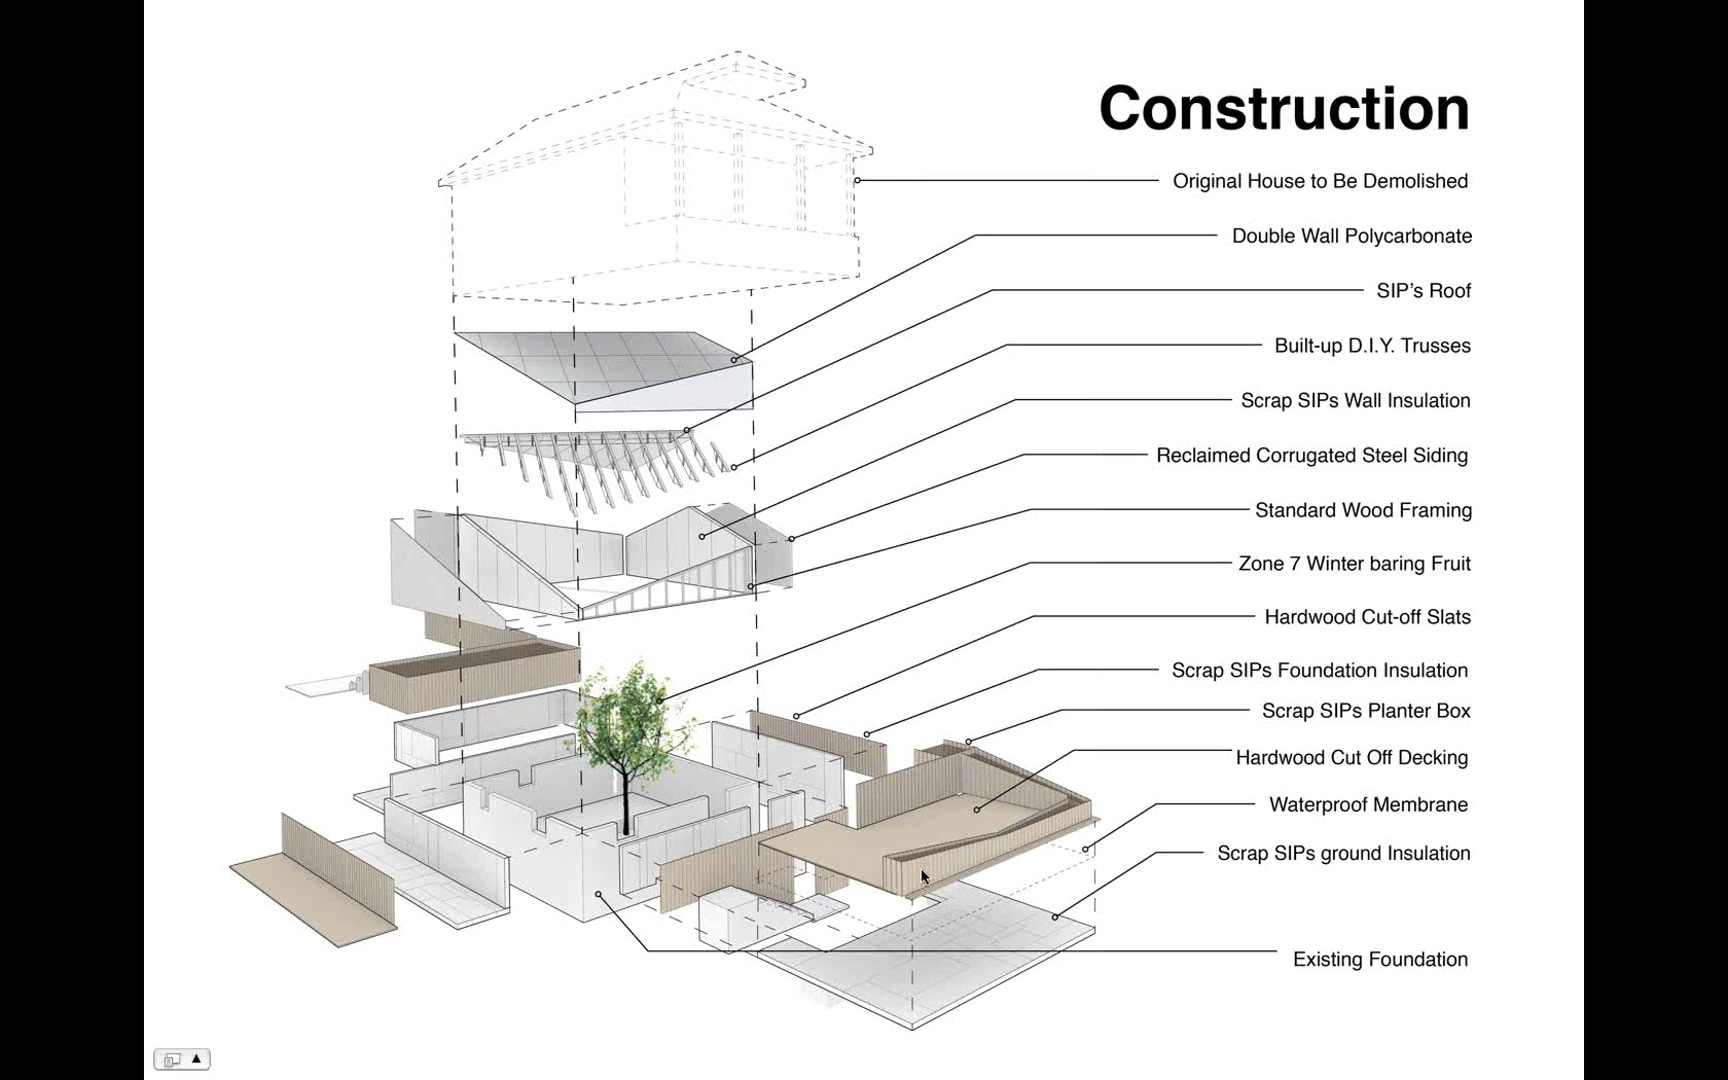 Construction
Original House to Be Demolished
Double Wall Polycarbonate
SIP's Roof
Built-up D.I.Y. Trusses
Scrap SIPs Wall Insulation
Reclaimed Corrugated Steel Siding
Standard Wood Framing
Zone 7 Winter baring Fruit
Hardwood Cut-off Slats
Scrap SIPs Foundation Insulation
Scrap SIPs Planter Box
Hardwood Cut Off Decking
Waterproof Membrane
Scrap SIPs ground Insulation
Existing Foundation